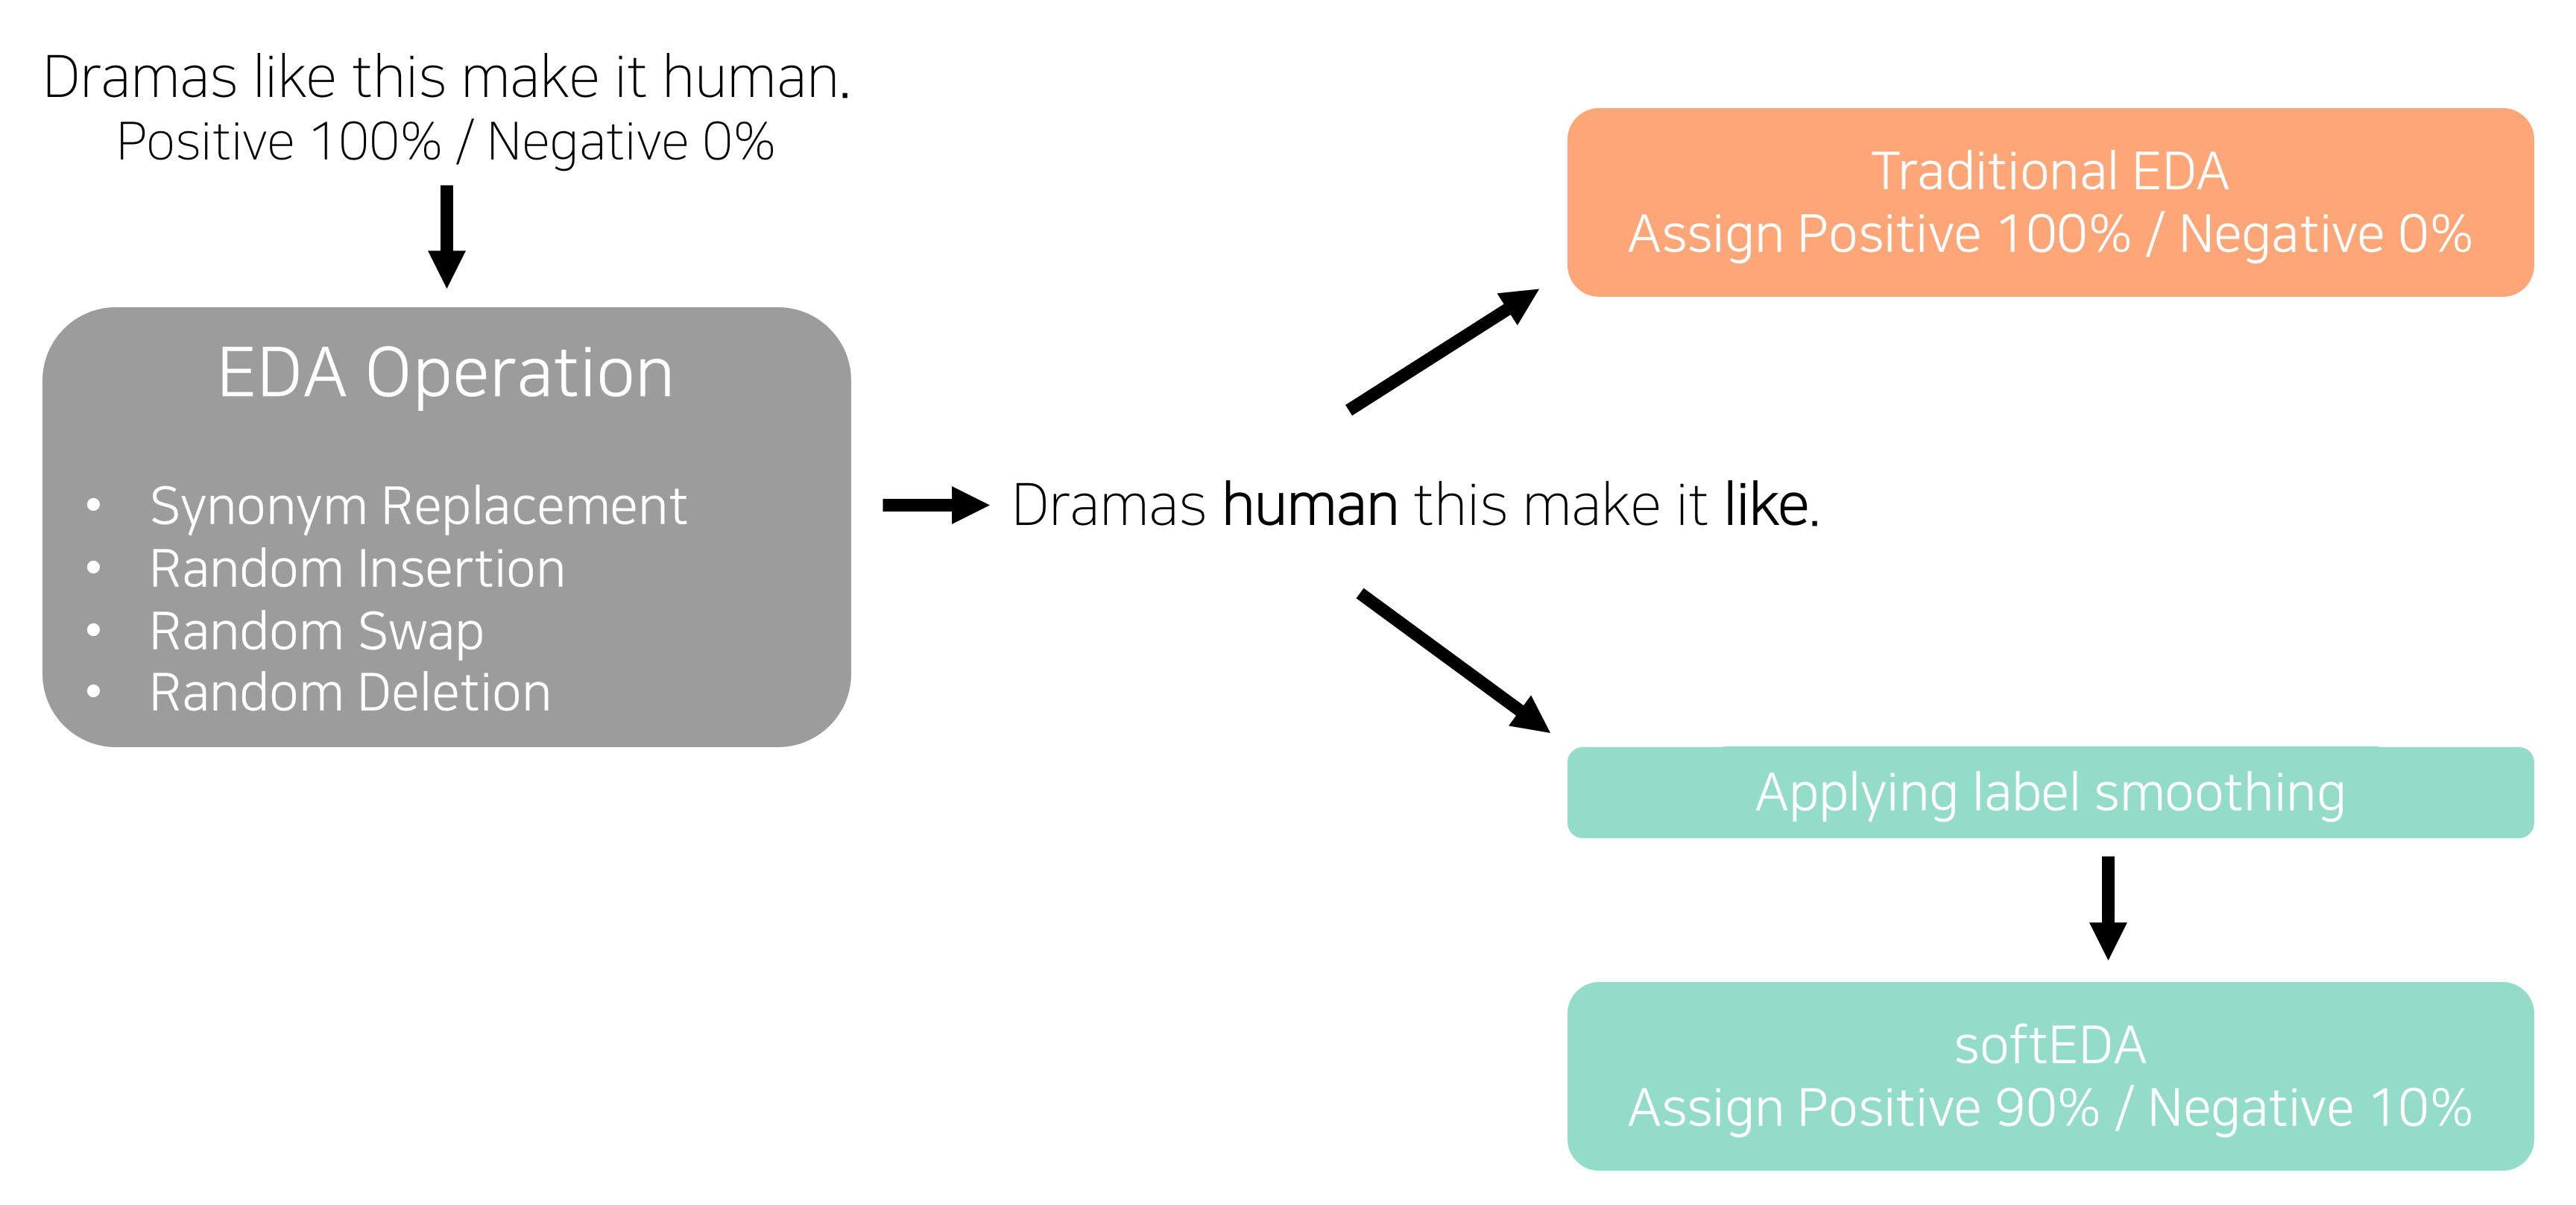 Dramas like this make it human.
Positive 100% / Negative 0%
EDA Operation
• Synonym Replacement
• Random Insertion
• Random Swap
• Random Deletion
Dramas human this make it like.
Traditional EDA
Assign Positive 100% / Negative 0%
Applying label smoothing
softEDA
Assign Positive 90% / Negative 10%